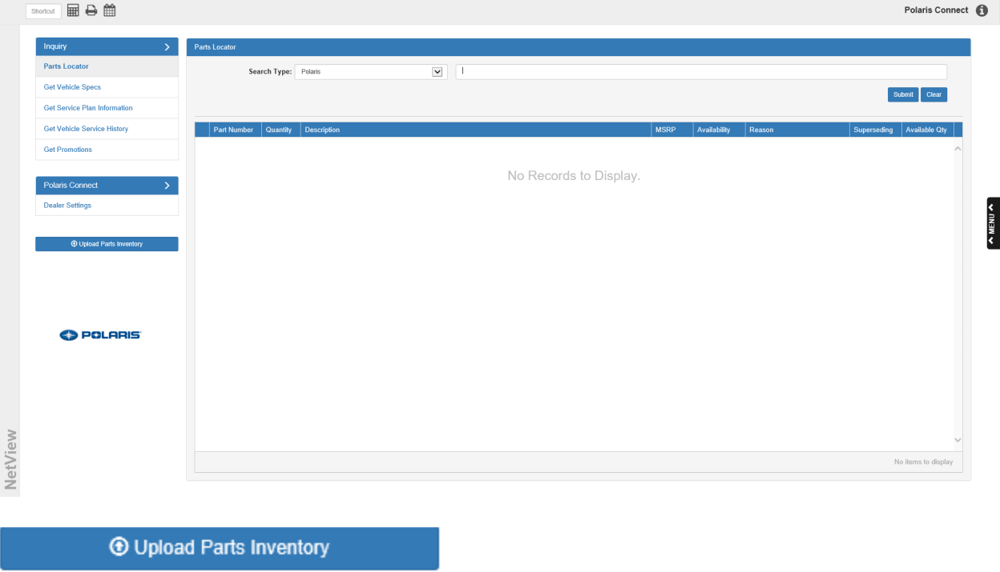 Shortcut
Polaris Connect
Inquiry
Parts Locator
Get Vehicle Specs
Get Service Plan Information
Get Vehicle Service History
Get Promotions
Polaris Connect
Dealer Settings
Upload Parts Inventory
POLARIS
NetView
Parts Locator
Search Type: Polaris
Submit Clear
Part Number Quantity Description MSRP Availability Reason Superseding Available Qty
No Records to Display.
No items to display
MENU
Upload Parts Inventory